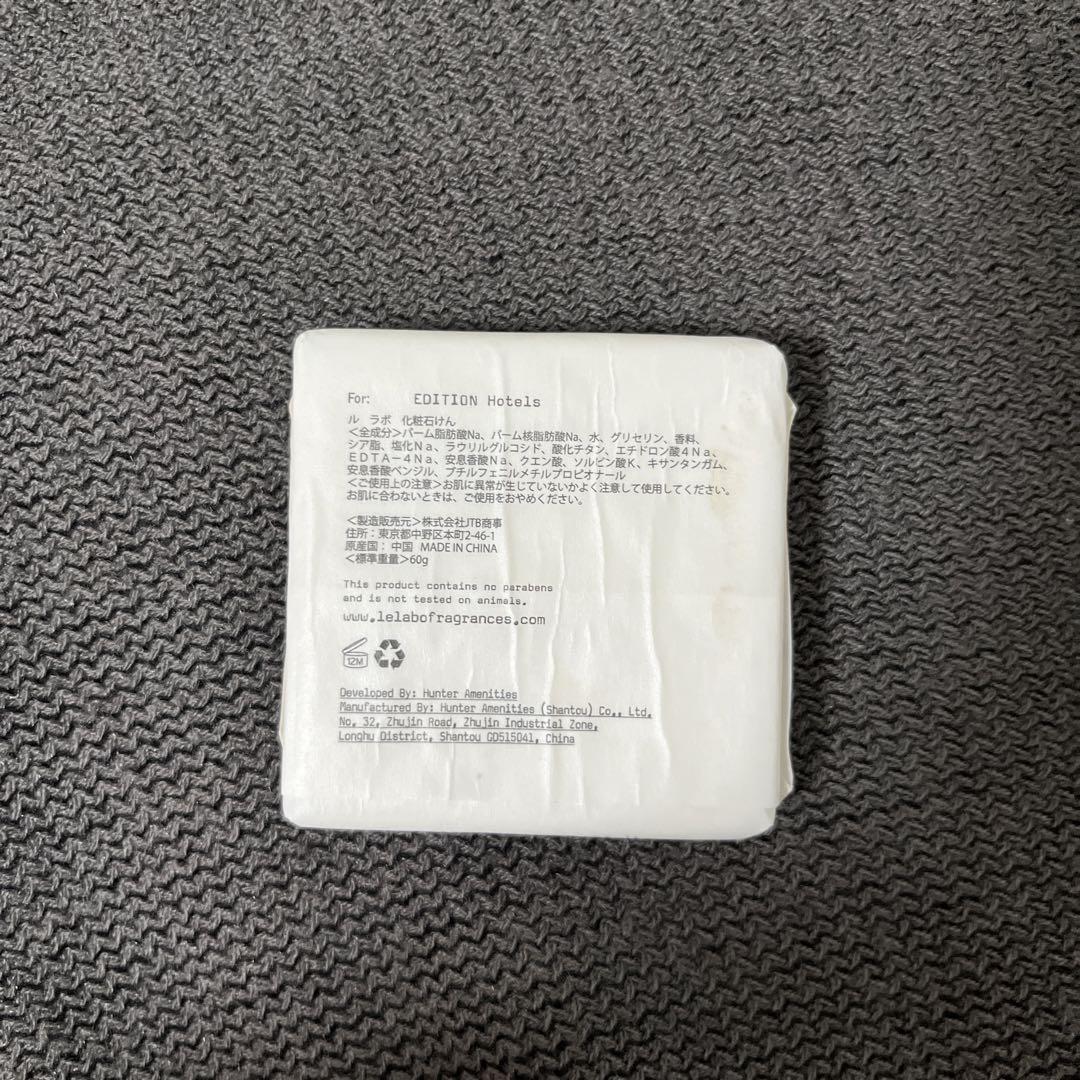 For: EDITION Hotels
ル ラボ 化粧石けん
<全成分>パーム脂肪酸Na、パーム核脂肪酸Na、水、グリセリン、香料、
シア脂、塩化Ｎａ、ラウリルグルコシド、酸化チタン、エチドロン酸４Ｎａ、
ＥＤＴＡ－４Ｎａ、安息香酸Ｎａ、クエン酸、ソルビン酸Ｋ、キサンタンガム、
安息香酸ベンジル、ブチルフェニルメチルプロピオナール
<ご使用上の注意>お肌に異常が生じていないかよく注意して使用してください。
お肌に合わないときは、ご使用をおやめください。
<製造販売元>株式会社JTB商事
住所：東京都中野区本町2-46-1
原産国：中国 MADE IN CHINA
<標準重量>60g
This product contains no parabens
and is not tested on animals.
www.lelabofragrances.com
12M
Developed By: Hunter Amenities
Manufactured By: Hunter Amenities (Shantou) Co., Ltd.
No. 32, Zhujin Road, Zhujin Industrial Zone,
Longhu District, Shantou GD515041, China